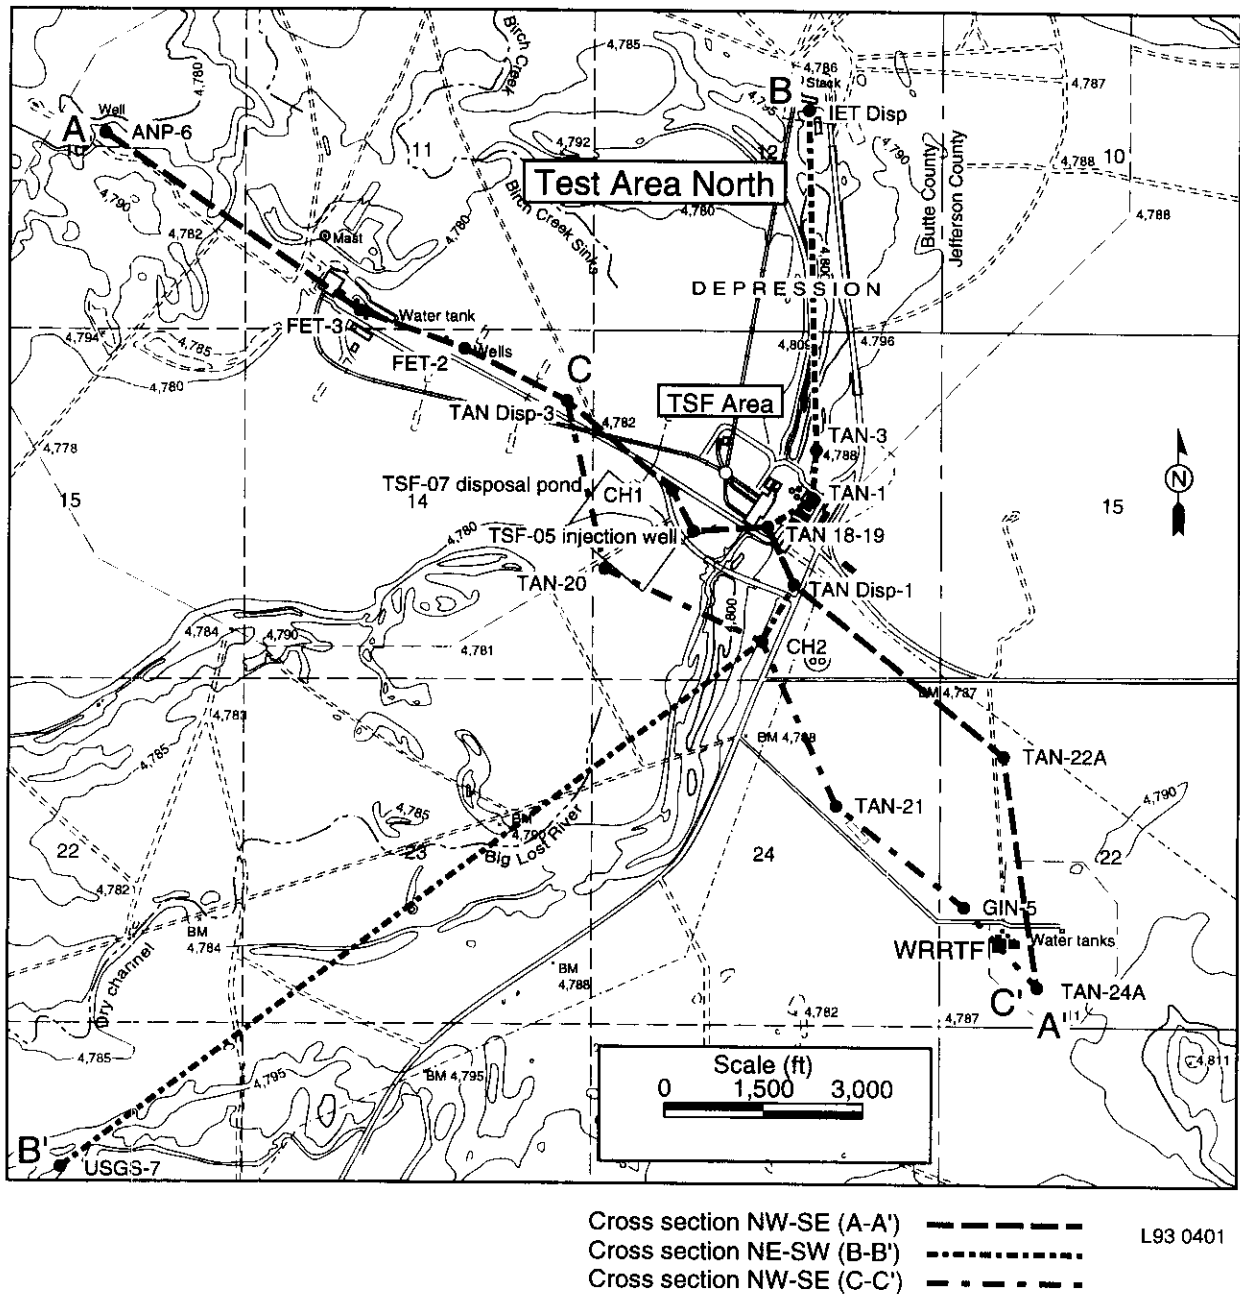 Birch Creek
4,785
4,780
4,786
Stack
B
4,795
IET Disp
4,787
Well
A
ANP-6
11
4,792
12
4,790
4,788
10
Test Area North
4,780
4,790
4,782
4,780
Mast
Birch Creek Sinks
Butte County
Jefferson County
4,788
4,800
DEPRESSION
Water tank
FET-3
4,794
4,785
4,780
Wells
FET-2
4,809
4,796
C
TSF Area
TAN Disp-3
4,782
4,778
TAN-3
4,788
N
15
TSF-07 disposal pond
14
CH1
TAN-1
15
4,780
TSF-05 injection well
TAN 18-19
TAN-20
TAN Disp-1
4,800
4,784
4,790
4,781
CH2
4,783
BM 4,787
4,785
BM 4,788
TAN-22A
4,785
TAN-21
4,790
BM
4,790
Big Lost River
22
23
24
22
4,782
GIN-5
BM
4,784
WRRTF
Water tanks
Dry channel
BM
4,788
C'
TAN-24A
A'
4,782
4,787
4,785
4,795
BM 4,795
4,811
Scale (ft)
0 1,500 3,000
B'
USGS-7
Cross section NW-SE (A-A')
Cross section NE-SW (B-B')
Cross section NW-SE (C-C')
L93 0401